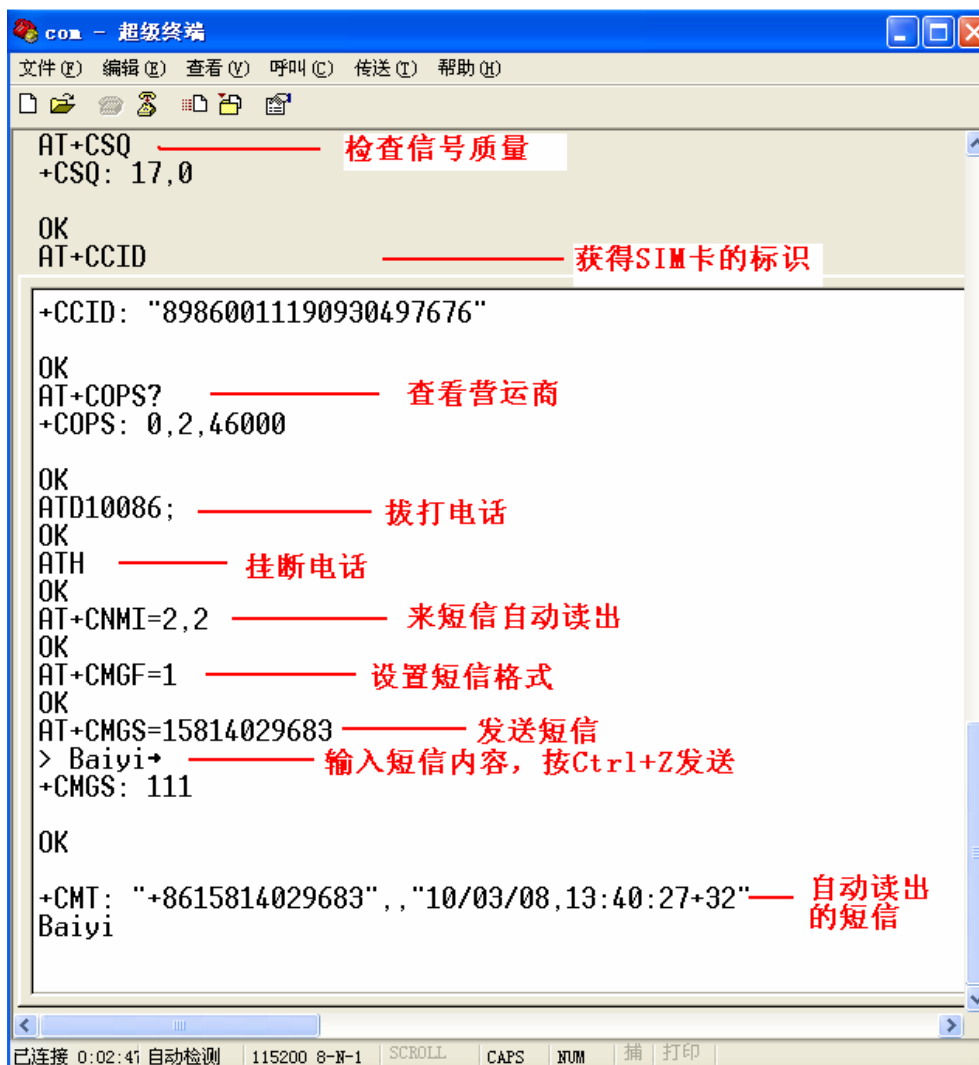 com - 超级终端
文件(F) 编辑(E) 查看(V) 呼叫(C) 传送(T) 帮助(H)
AT+CSQ 检查信号质量
+CSQ: 17,0
OK
AT+CCID 获得SIM卡的标识
+CCID: "89860011190930497676"
OK
AT+COPS? 查看营运商
+COPS: 0,2,46000
OK
ATD10086; 拔打电话
OK
ATH 挂断电话
OK
AT+CNMI=2,2 来短信自动读出
OK
AT+CMGF=1 设置短信格式
OK
AT+CMGS=15814029683 发送短信
> Baiyi→ 输入短信内容，按Ctrl+Z发送
+CMGS: 111
OK
+CMT: "+8615814029683",,"10/03/08,13:40:27+32" 自动读出
的短信
Baiyi
已连接 0:02:47 自动检测 115200 8-N-1 SCROLL CAPS NUM 捕 打印